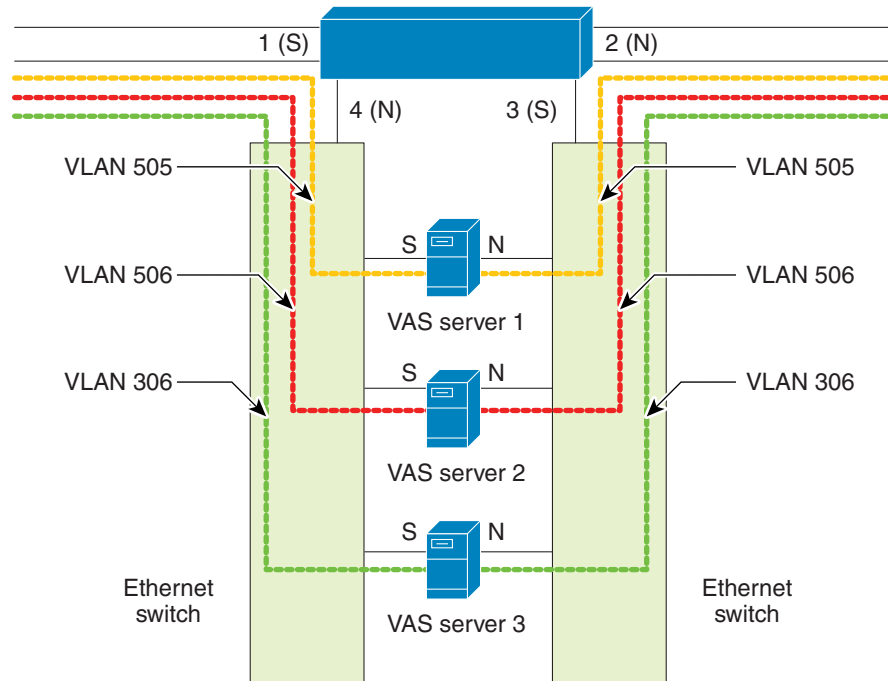 1 (S)
2 (N)
4 (N)
3 (S)
VLAN 505
VLAN 505
S
N
VLAN 506
VLAN 506
VAS server 1
S
N
VLAN 306
VLAN 306
VAS server 2
S
N
Ethernet
switch
Ethernet
switch
VAS server 3